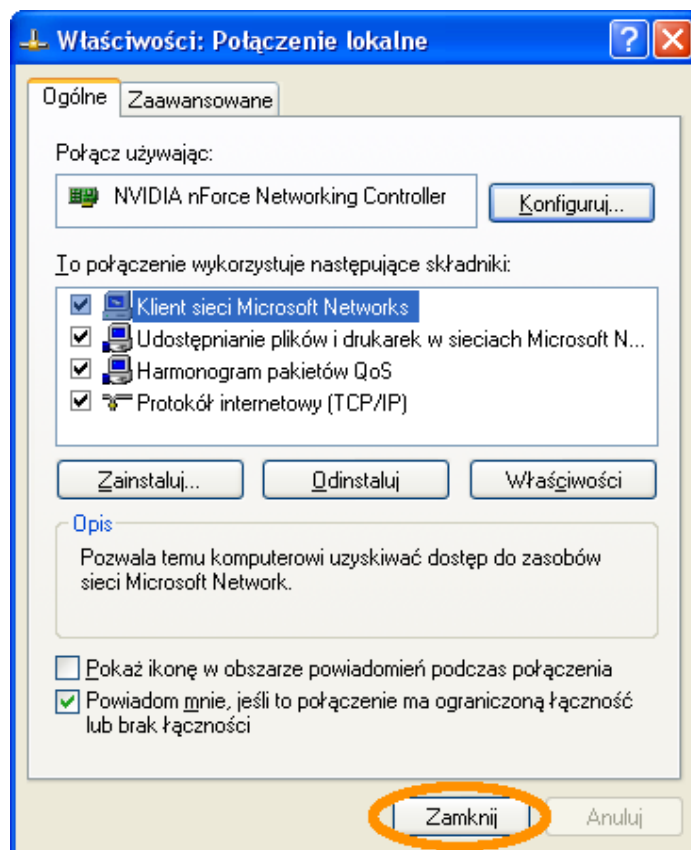 Właściwości: Połączenie lokalne
Ogólne
Zaawansowane
Połącz używając:
NVIDIA nForce Networking Controller
Konfiguruj...
To połączenie wykorzystuje następujące składniki:
Klient sieci Microsoft Networks
Udostępnianie plików i drukarek w sieciach Microsoft N...
Harmonogram pakietów QoS
Protokół internetowy (TCP/IP)
Zainstaluj...
Odinstaluj
Właściwości
Opis
Pozwala temu komputerowi uzyskiwać dostęp do zasobów
sieci Microsoft Network.
Pokaż ikonę w obszarze powiadomień podczas połączenia
Powiadom mnie, jeśli to połączenie ma ograniczoną łączność
lub brak łączności
Zamknij
Anuluj